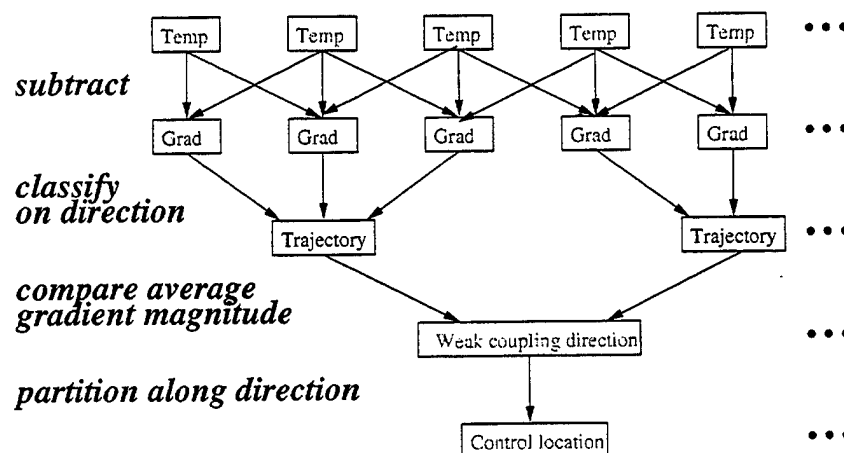 Temp Temp Temp Temp Temp
subtract
Grad Grad Grad Grad Grad
classify
on direction
Trajectory Trajectory
compare average
gradient magnitude
Weak coupling direction
partition along direction
Control location